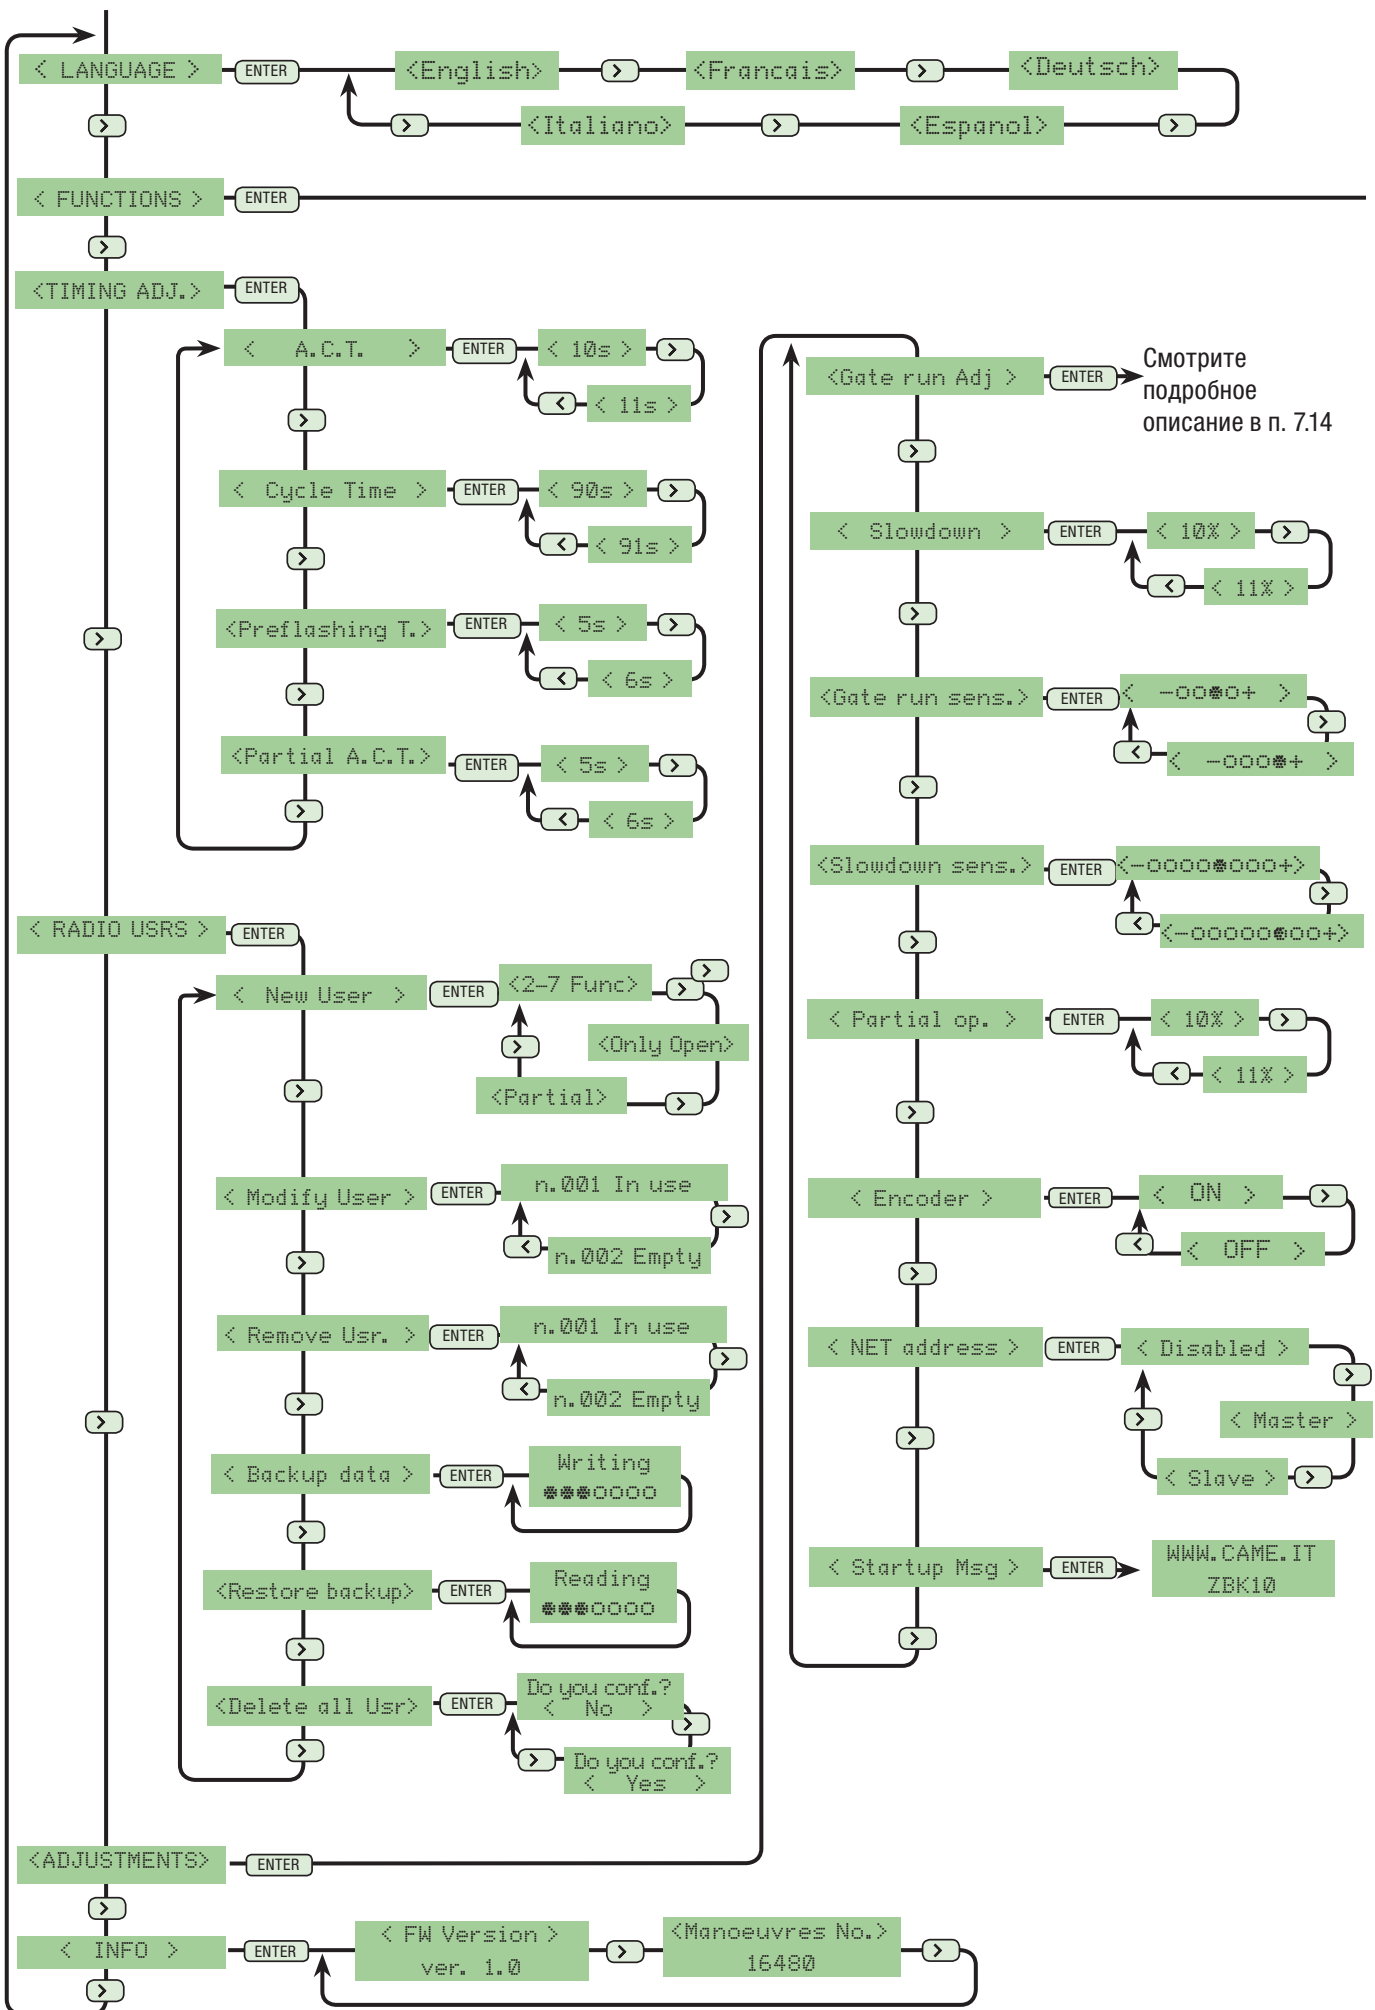 < LANGUAGE > ENTER <English> > <Francais> > <Deutsch>
> > <Italiano> > <Espanol> >
< FUNCTIONS > ENTER
>
<TIMING ADJ.> ENTER
< A.C.T. > ENTER < 10s > >
< < 11s >
>
< Cycle Time > ENTER < 90s > >
< < 91s >
>
<Preflashing T.> ENTER < 5s > >
< < 6s >
>
<Partial A.C.T.> ENTER < 5s > >
< < 6s >
>
>
< RADIO USRS > ENTER
< New User > ENTER <2-7 Func> > >
> <Only Open>
<Partial> >
>
< Modify User > ENTER n.001 In use
>
< n.002 Empty
>
< Remove Usr. > ENTER n.001 In use
>
< n.002 Empty
>
>
< Backup data > ENTER Writing
●●●○○○○
>
<Restore backup> ENTER Reading
●●●○○○○
>
<Delete all Usr> ENTER Do you conf.?
< No >
>
> Do you conf.?
< Yes >
>
<ADJUSTMENTS> ENTER
<Gate run Adj > ENTER Смотрите
подробное
описание в п. 7.14
>
< Slowdown > ENTER < 10% > >
< < 11% >
>
<Gate run sens.> ENTER < -○○●○+ >
>
< < -○○○●+ >
>
<Slowdown sens.> ENTER <-○○○○●○○○+>
>
< <-○○○○○●○○+>
>
< Partial op. > ENTER < 10% > >
< < 11% >
>
< Encoder > ENTER < ON > >
< < OFF >
>
< NET address > ENTER < Disabled >
>
> < Master >
< Slave > >
>
< Startup Msg > ENTER WWW.CAME.IT
ZBK10
>
>
< INFO > ENTER < FW Version > > <Manoeuvres No.> >
ver. 1.0 16480
>